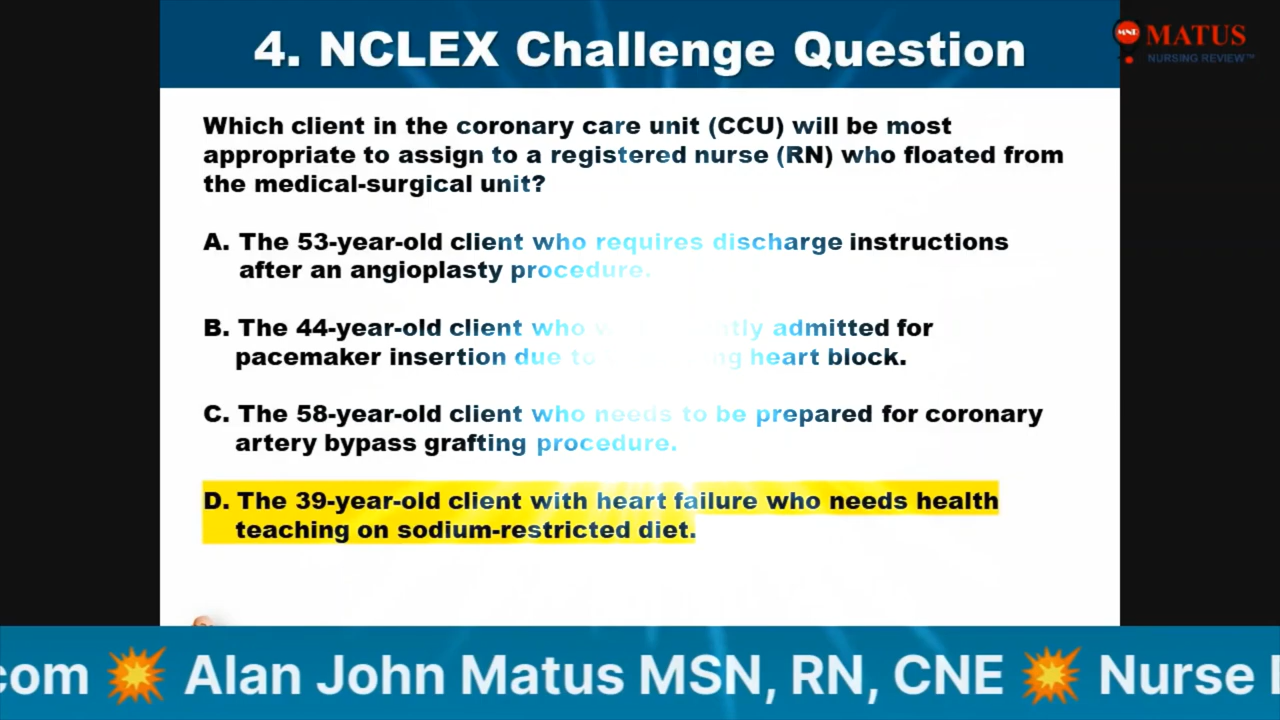 4. NCLEX Challenge Question
MNR MATUS
NURSING REVIEW™
Which client in the coronary care unit (CCU) will be most
appropriate to assign to a registered nurse (RN) who floated from
the medical-surgical unit?
A. The 53-year-old client who requires discharge instructions
after an angioplasty procedure.
B. The 44-year-old client who admitted for
pacemaker insertion due to heart block.
C. The 58-year-old client who needs to be prepared for coronary
artery bypass grafting procedure.
D. The 39-year-old client with heart failure who needs health
teaching on sodium-restricted diet.
com 💥 Alan John Matus MSN, RN, CNE 💥 Nurse